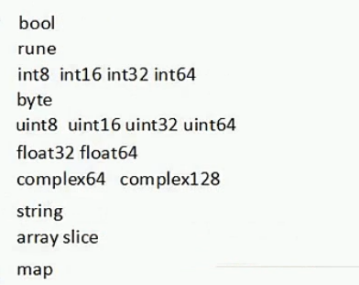 bool
rune
int8 int16 int32 int64
byte
uint8 uint16 uint32 uint64
float32 float64
complex64 complex128
string
array slice
map